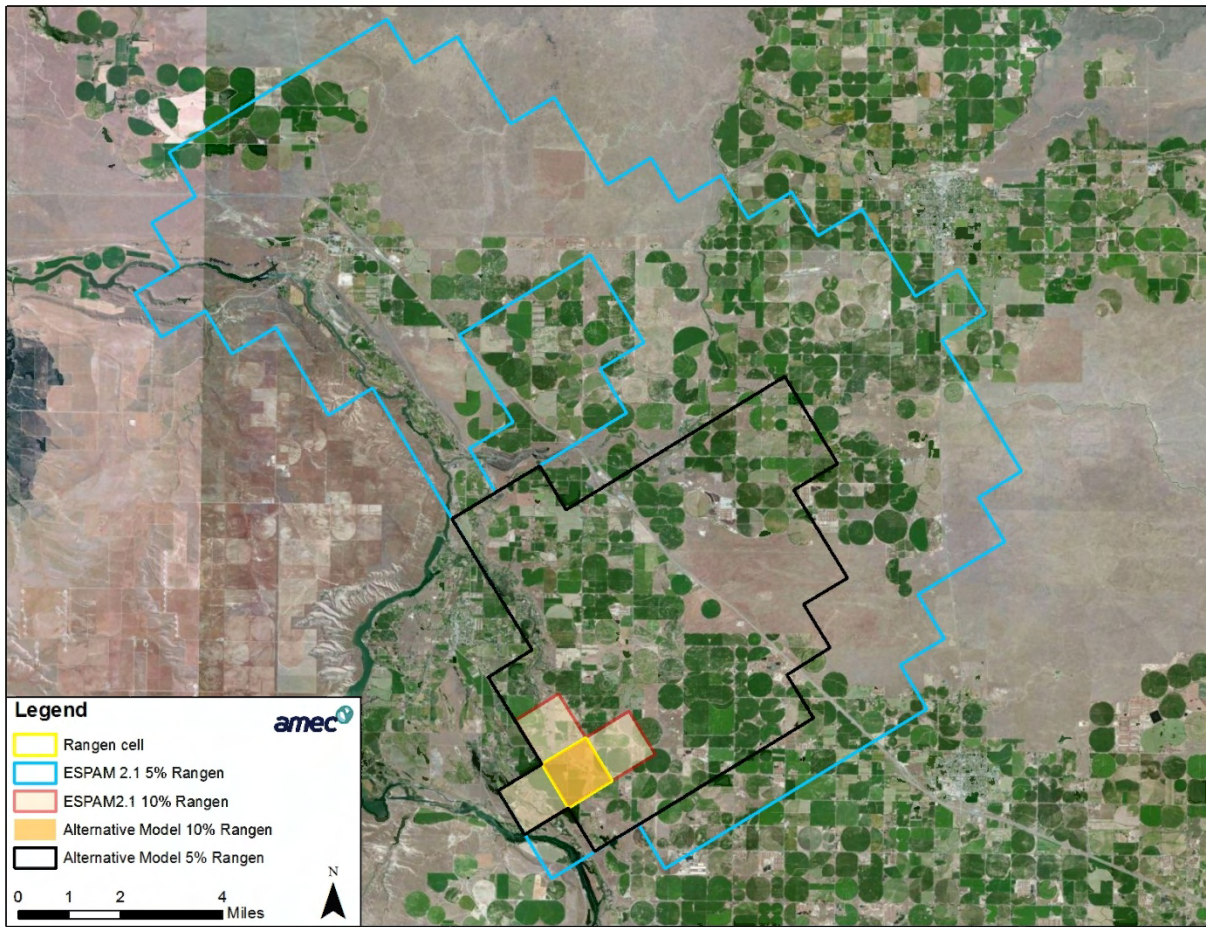 Legend
amec
Rangen cell
ESPAM 2.1 5% Rangen
ESPAM2.1 10% Rangen
Alternative Model 10% Rangen
Alternative Model 5% Rangen
N
0 1 2 4
Miles